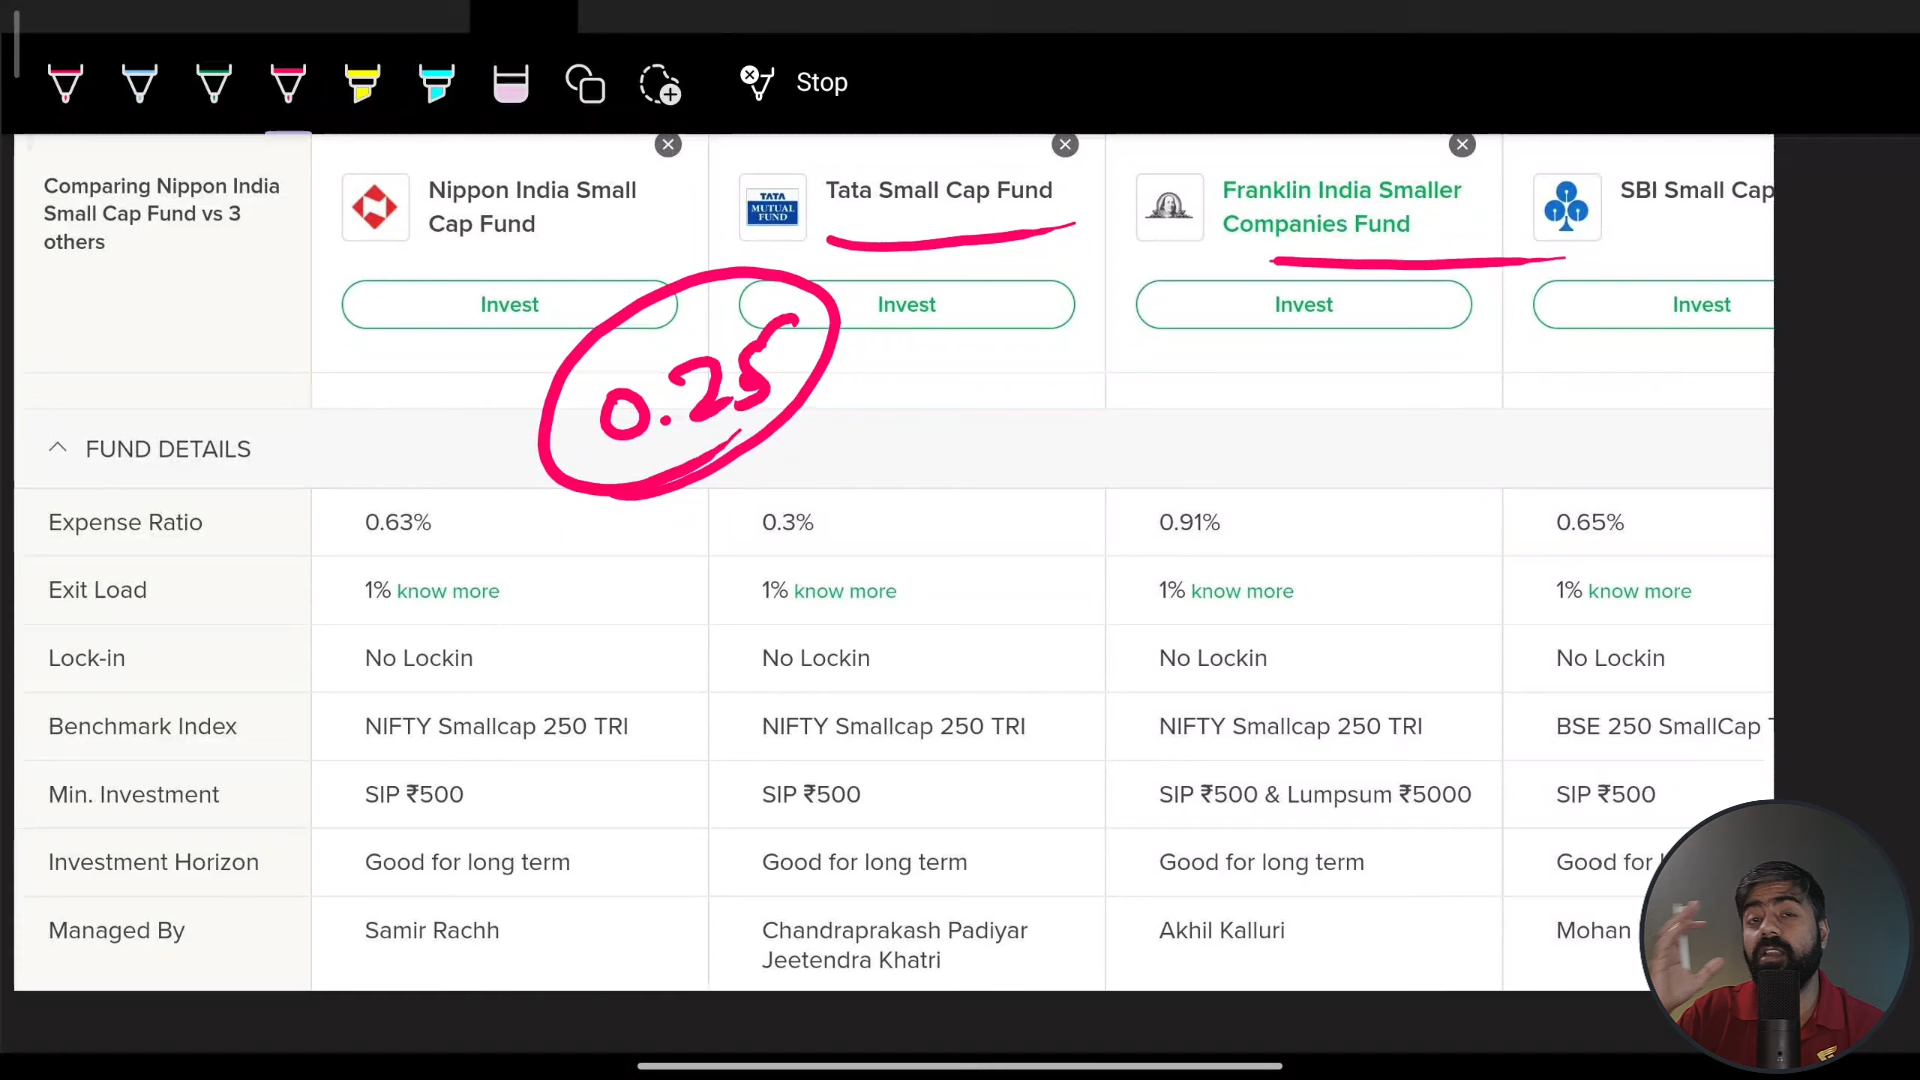 Stop
Comparing Nippon India
Small Cap Fund vs 3
others
Nippon India Small
Cap Fund
TATA
MUTUAL
FUND
Tata Small Cap Fund
Franklin India Smaller
Companies Fund
SBI Small Cap
Invest
Invest
Invest
Invest
0.25
FUND DETAILS
Expense Ratio 0.63% 0.3% 0.91% 0.65%
Exit Load 1% know more 1% know more 1% know more 1% know more
Lock-in No Lockin No Lockin No Lockin No Lockin
Benchmark Index NIFTY Smallcap 250 TRI NIFTY Smallcap 250 TRI NIFTY Smallcap 250 TRI BSE 250 SmallCap
Min. Investment SIP ₹500 SIP ₹500 SIP ₹500 & Lumpsum ₹5000 SIP ₹500
Investment Horizon Good for long term Good for long term Good for long term Good for
Managed By Samir Rachh Chandraprakash Padiyar Akhil Kalluri Mohan
Jeetendra Khatri